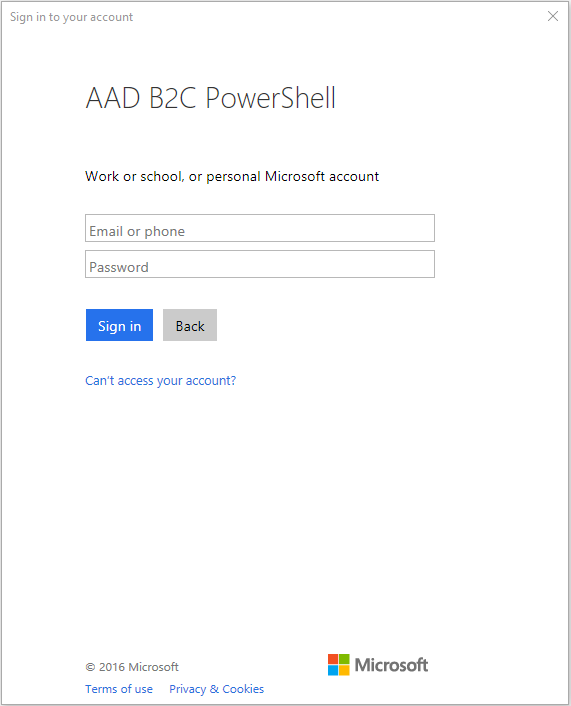 Sign in to your account
AAD B2C PowerShell
Work or school, or personal Microsoft account
Email or phone
Password
Sign in Back
Can't access your account?
© 2016 Microsoft
Microsoft
Terms of use Privacy & Cookies